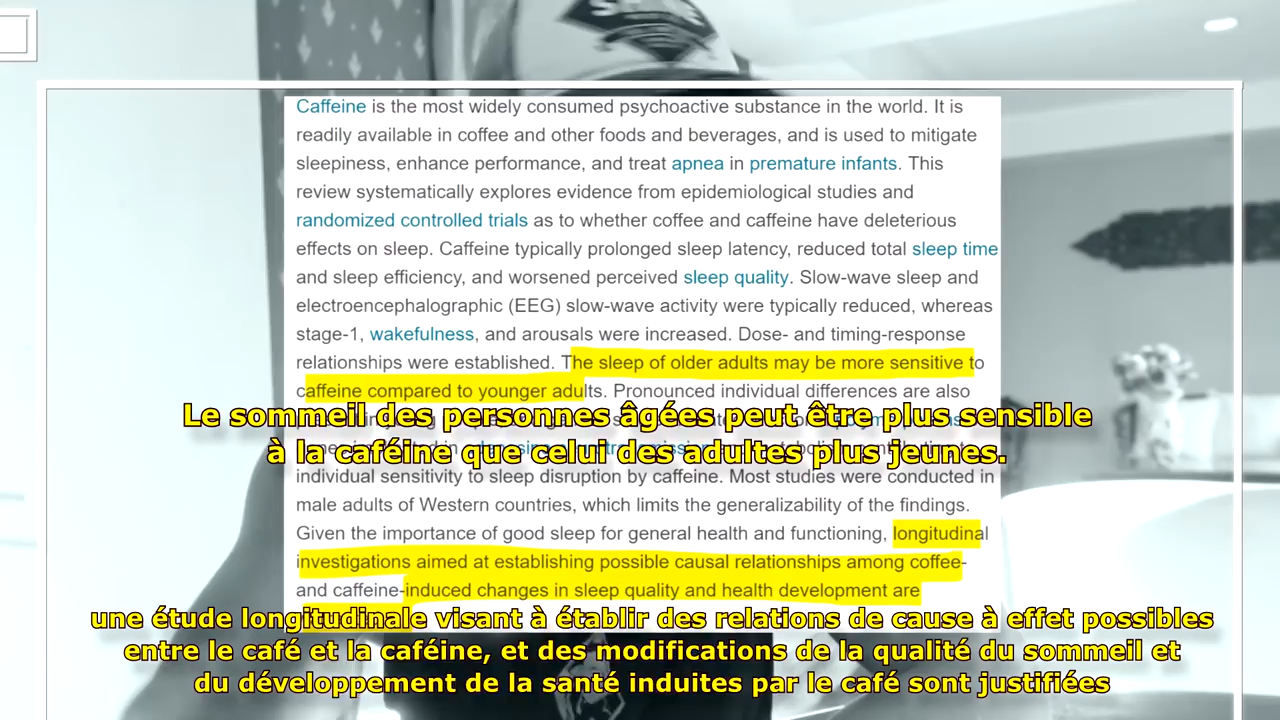 Caffeine is the most widely consumed psychoactive substance in the world. It is
readily available in coffee and other foods and beverages, and is used to mitigate
sleepiness, enhance performance, and treat apnea in premature infants. This
review systematically explores evidence from epidemiological studies and
randomized controlled trials as to whether coffee and caffeine have deleterious
effects on sleep. Caffeine typically prolonged sleep latency, reduced total sleep time
and sleep efficiency, and worsened perceived sleep quality. Slow-wave sleep and
electroencephalographic (EEG) slow-wave activity were typically reduced, whereas
stage-1, wakefulness, and arousals were increased. Dose- and timing-response
relationships were established. The sleep of older adults may be more sensitive to
caffeine compared to younger adults. Pronounced individual differences are also
Le sommeil des personnes âgées peut être plus sensible
à la caféine que celui des adultes plus jeunes.
individual sensitivity to sleep disruption by caffeine. Most studies were conducted in
male adults of Western countries, which limits the generalizability of the findings.
Given the importance of good sleep for general health and functioning, longitudinal
investigations aimed at establishing possible causal relationships among coffee-
and caffeine-induced changes in sleep quality and health development are
une étude longitudinale visant à établir des relations de cause à effet possibles
entre le café et la caféine, et des modifications de la qualité du sommeil et
du développement de la santé induites par le café sont justifiées